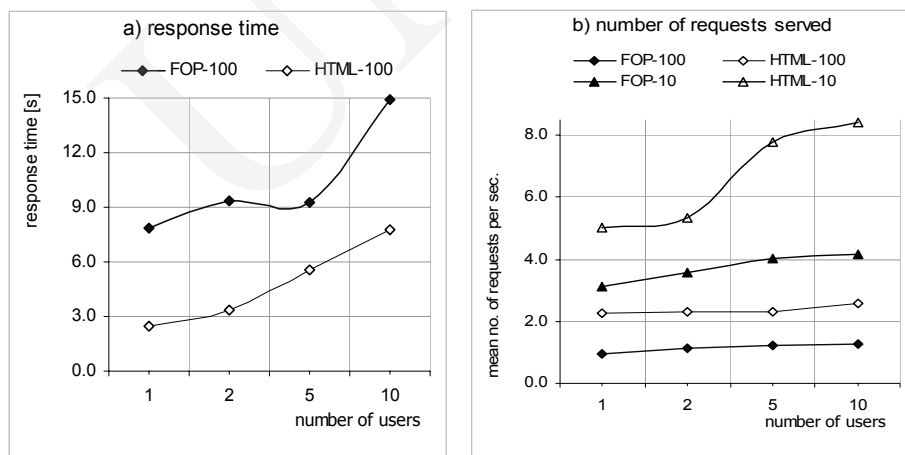 a) response time
FOP-100 HTML-100
response time [s]
15.0
12.0
9.0
6.0
3.0
0.0
1 2 5 10
number of users
b) number of requests served
FOP-100 HTML-100
FOP-10 HTML-10
mean no. of requests per sec.
8.0
6.0
4.0
2.0
0.0
1 2 5 10
number of users